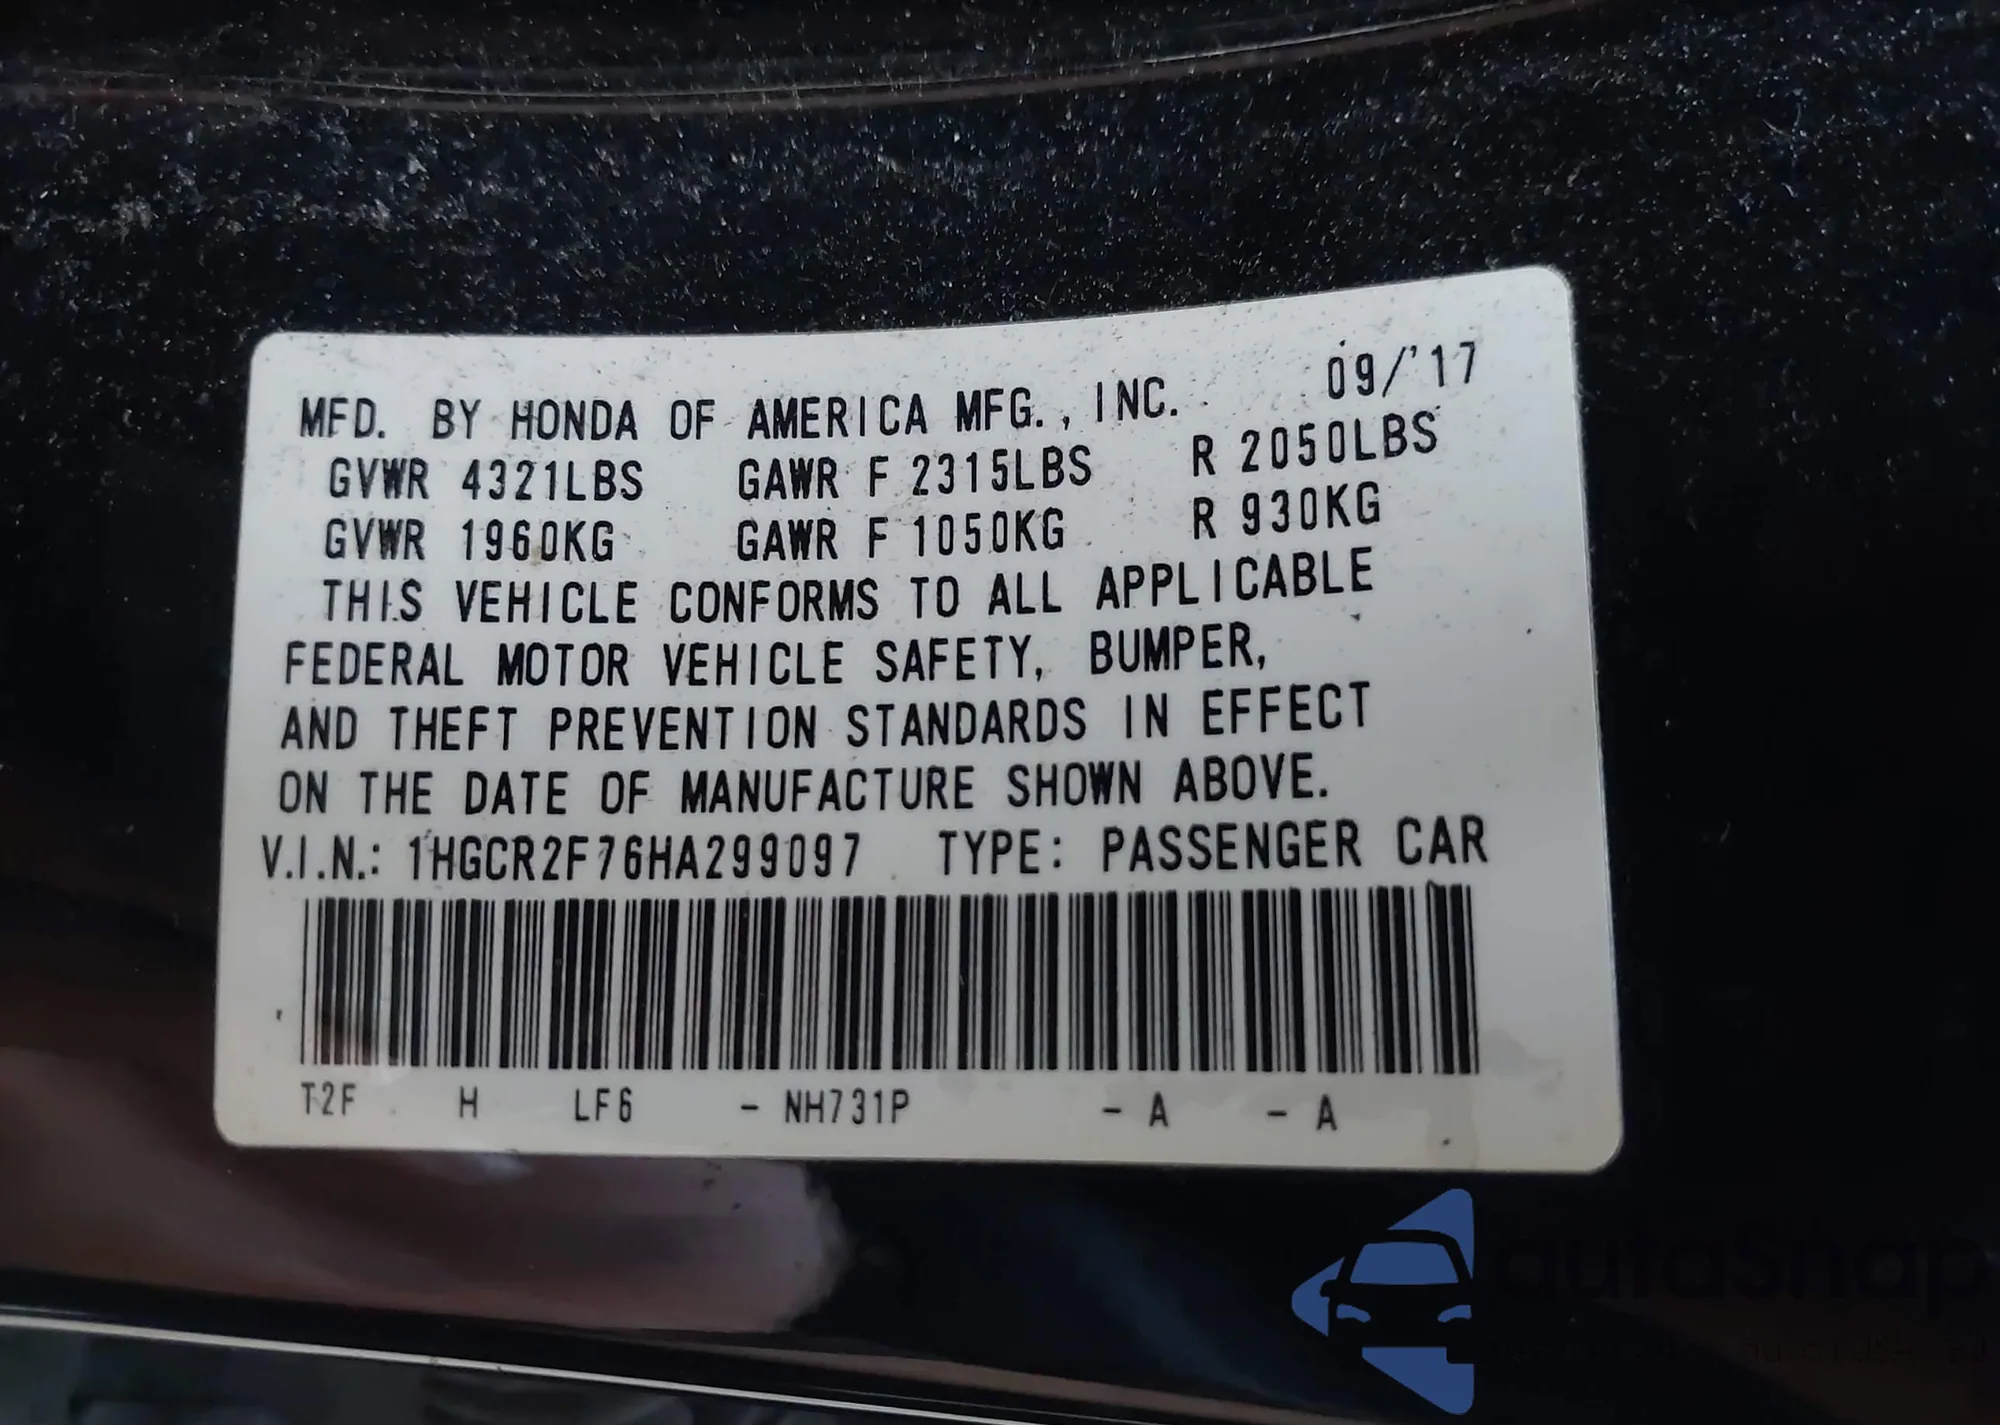 MFD. BY HONDA OF AMERICA MFG., INC. 09/'17
GVWR 4321LBS GAWR F 2315LBS R 2050LBS
GVWR 1960KG GAWR F 1050KG R 930KG
THIS VEHICLE CONFORMS TO ALL APPLICABLE
FEDERAL MOTOR VEHICLE SAFETY, BUMPER,
AND THEFT PREVENTION STANDARDS IN EFFECT
ON THE DATE OF MANUFACTURE SHOWN ABOVE.
V.I.N.: 1HGCR2F76HA299097 TYPE: PASSENGER CAR
T2F H LF6 - NH731P - A - A
autoSnap